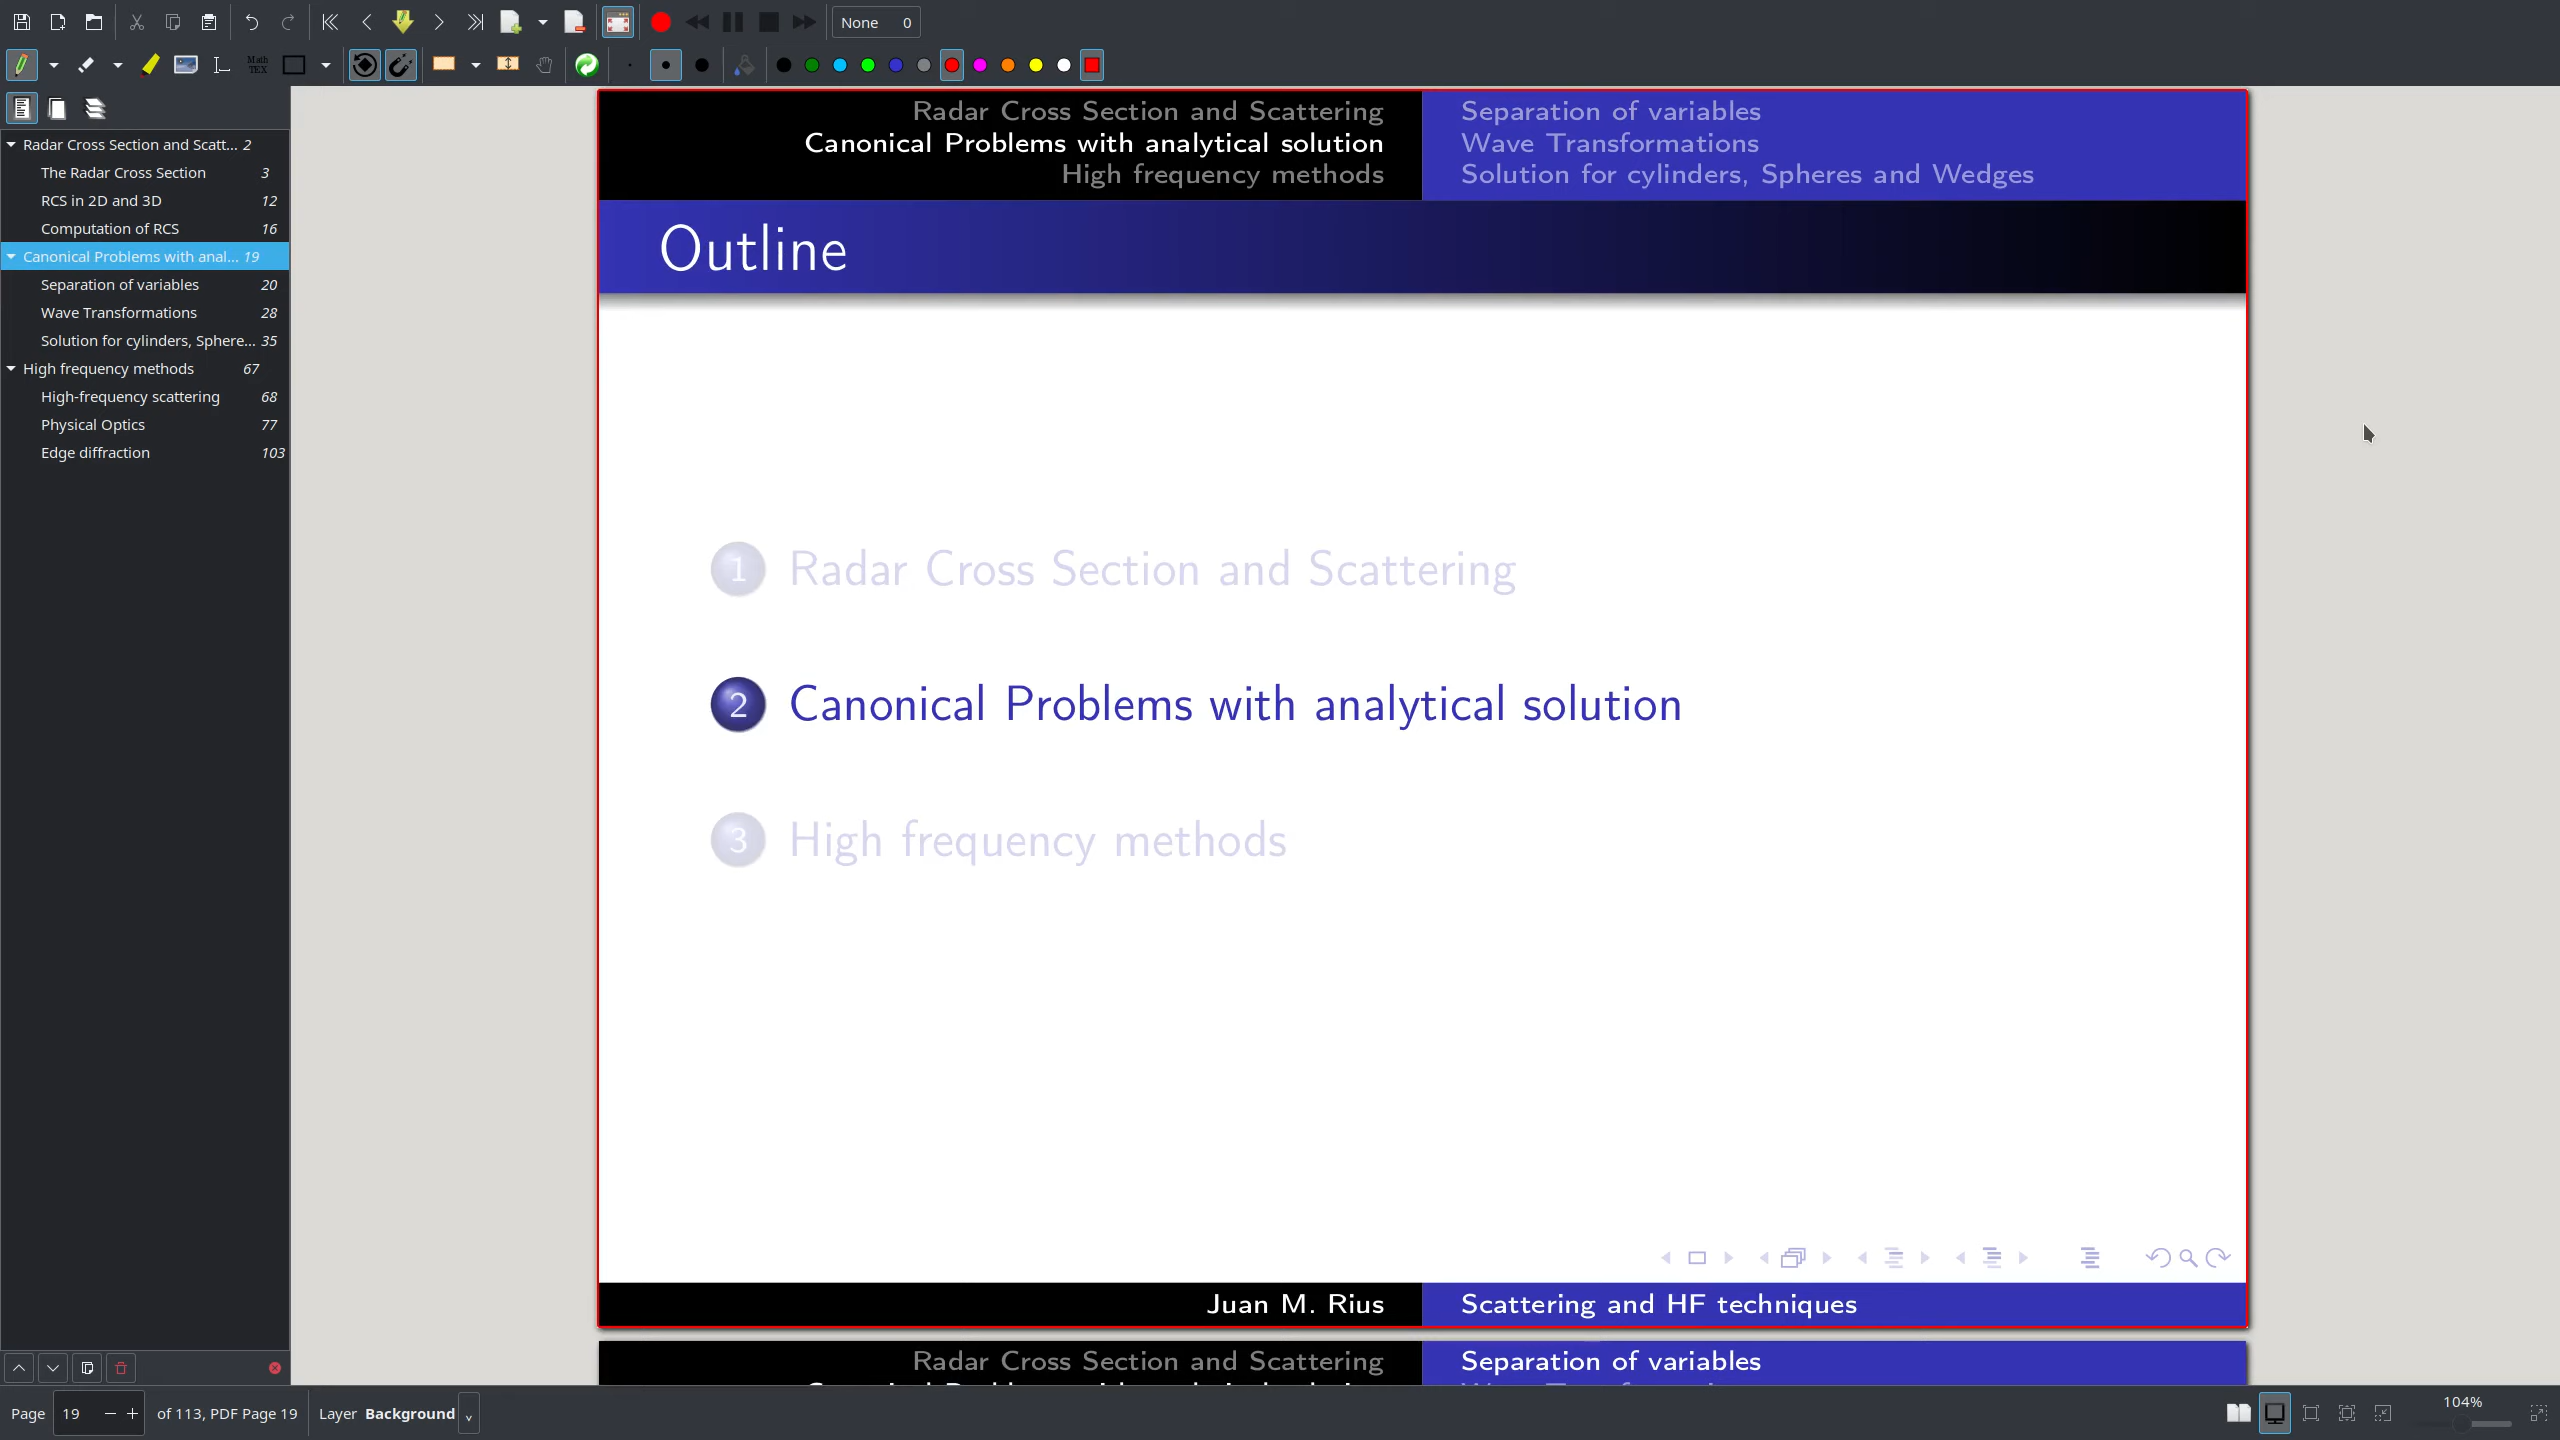 None 0
Math
TEX
Radar Cross Section and Scatt... 2
The Radar Cross Section 3
RCS in 2D and 3D 12
Computation of RCS 16
Canonical Problems with anal... 19
Separation of variables 20
Wave Transformations 28
Solution for cylinders, Sphere... 35
High frequency methods 67
High-frequency scattering 68
Physical Optics 77
Edge diffraction 103
Radar Cross Section and Scattering
Canonical Problems with analytical solution
High frequency methods
Separation of variables
Wave Transformations
Solution for cylinders, Spheres and Wedges
Outline
1 Radar Cross Section and Scattering
2 Canonical Problems with analytical solution
3 High frequency methods
Juan M. Rius
Scattering and HF techniques
Radar Cross Section and Scattering
Separation of variables
Page 19 of 113, PDF Page 19 Layer Background
104%